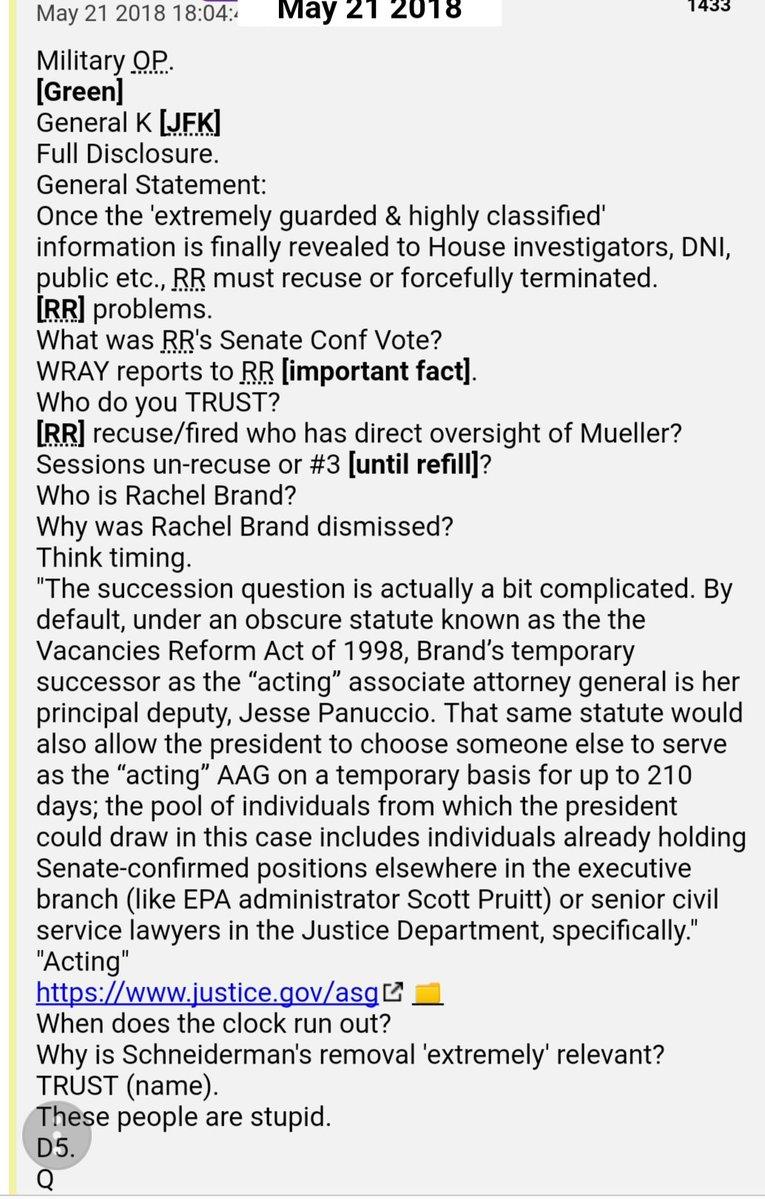 May 21 2018 18:04:4
May 21 2018
1433
Military OP.
[Green]
General K [JFK]
Full Disclosure.
General Statement:
Once the 'extremely guarded & highly classified'
information is finally revealed to House investigators, DNI,
public etc., RR must recuse or forcefully terminated.
[RR] problems.
What was RR's Senate Conf Vote?
WRAY reports to RR [important fact].
Who do you TRUST?
[RR] recuse/fired who has direct oversight of Mueller?
Sessions un-recuse or #3 [until refill]?
Who is Rachel Brand?
Why was Rachel Brand dismissed?
Think timing.
"The succession question is actually a bit complicated. By
default, under an obscure statute known as the the
Vacancies Reform Act of 1998, Brand’s temporary
successor as the “acting” associate attorney general is her
principal deputy, Jesse Panuccio. That same statute would
also allow the president to choose someone else to serve
as the “acting” AAG on a temporary basis for up to 210
days; the pool of individuals from which the president
could draw in this case includes individuals already holding
Senate-confirmed positions elsewhere in the executive
branch (like EPA administrator Scott Pruitt) or senior civil
service lawyers in the Justice Department, specifically."
"Acting"
https://www.justice.gov/asg
When does the clock run out?
Why is Schneiderman's removal 'extremely' relevant?
TRUST (name).
These people are stupid.
D5.
Q